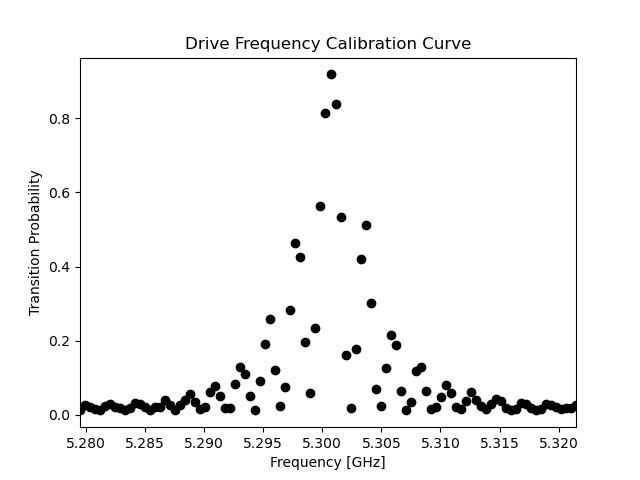 Drive Frequency Calibration Curve
Transition Probability
0.8
0.6
0.4
0.2
0.0
5.280 5.285 5.290 5.295 5.300 5.305 5.310 5.315 5.320
Frequency [GHz]